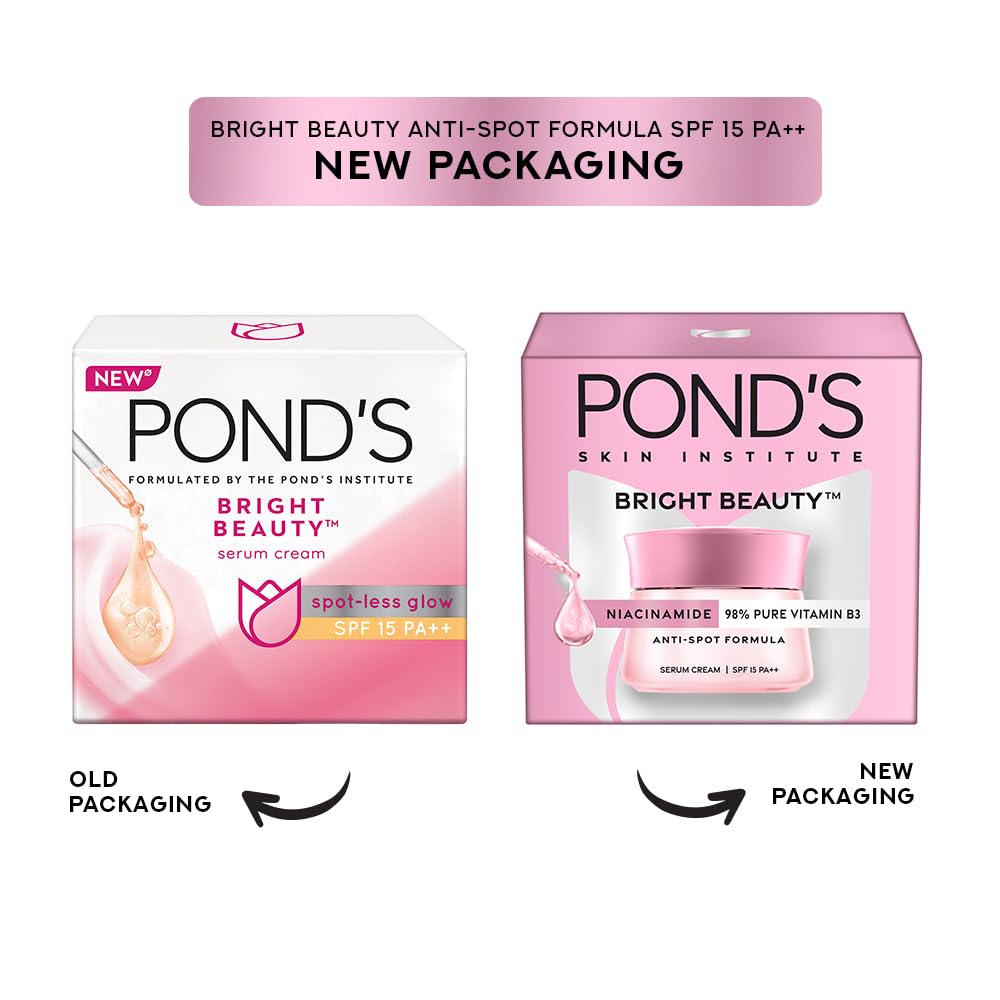 BRIGHT BEAUTY ANTI-SPOT FORMULA SPF 15 PA++
NEW PACKAGING
NEW
POND'S
FORMULATED BY THE POND'S INSTITUTE
BRIGHT
BEAUTY™
serum cream
spot-less glow
SPF 15 PA++
OLD
PACKAGING
POND'S
SKIN INSTITUTE
BRIGHT BEAUTY™
NIACINAMIDE 98% PURE VITAMIN B3
ANTI-SPOT FORMULA
SERUM CREAM | SPF 15 PA++
NEW
PACKAGING